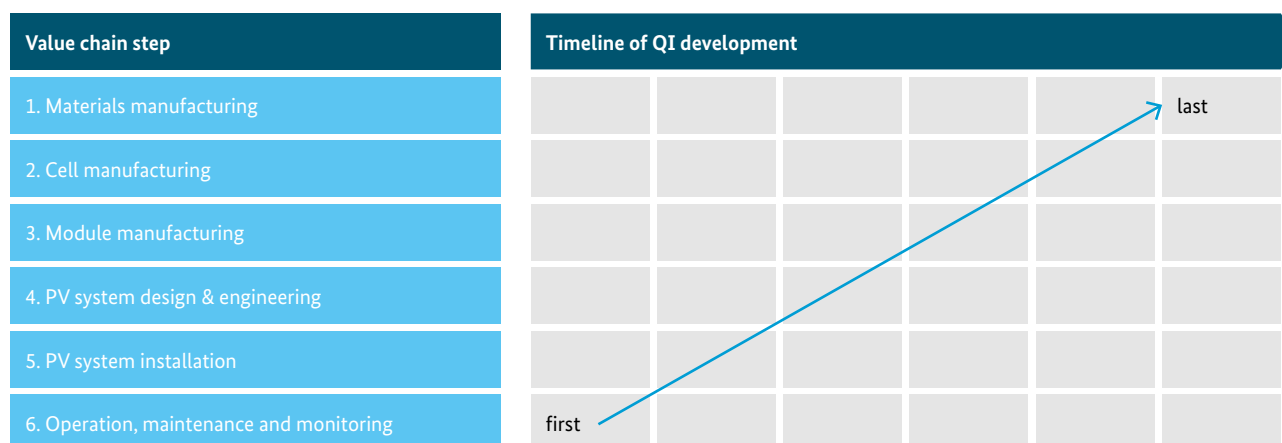 Value chain step
Timeline of QI development
1. Materials manufacturing
last
2. Cell manufacturing
3. Module manufacturing
4. PV system design & engineering
5. PV system installation
6. Operation, maintenance and monitoring
first